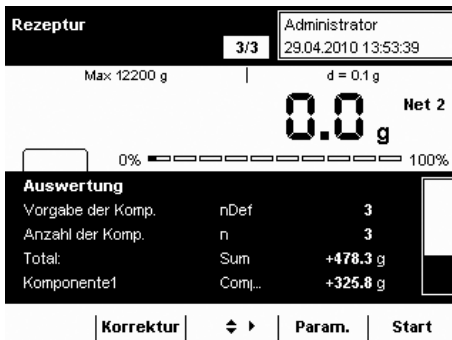 Rezeptur
3/3
Administrator
29.04.2010 13:53:39
Max 12200 g
d = 0.1 g
0.0 g
Net 2
0% 100%
Auswertung
Vorgabe der Komp. nDef 3
Anzahl der Komp. n 3
Total: Sum +478.3 g
Komponente1 Comp... +325.8 g
Korrektur Param. Start